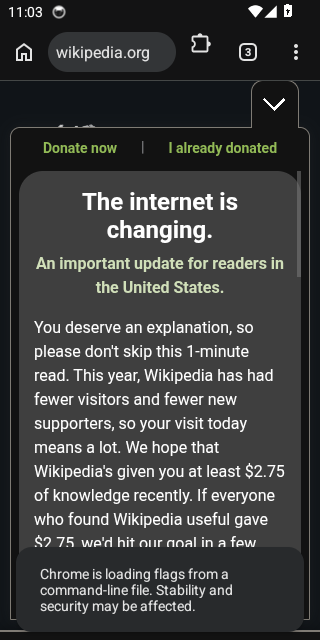 11:03
wikipedia.org
3
Donate now | I already donated
The internet is
changing.
An important update for readers in
the United States.
You deserve an explanation, so
please don't skip this 1-minute
read. This year, Wikipedia has had
fewer visitors and fewer new
supporters, so your visit today
means a lot. We hope that
Wikipedia's given you at least $2.75
of knowledge recently. If everyone
who found Wikipedia useful gave
$2.75, we'd hit our goal in a few
Chrome is loading flags from a
command-line file. Stability and
security may be affected.